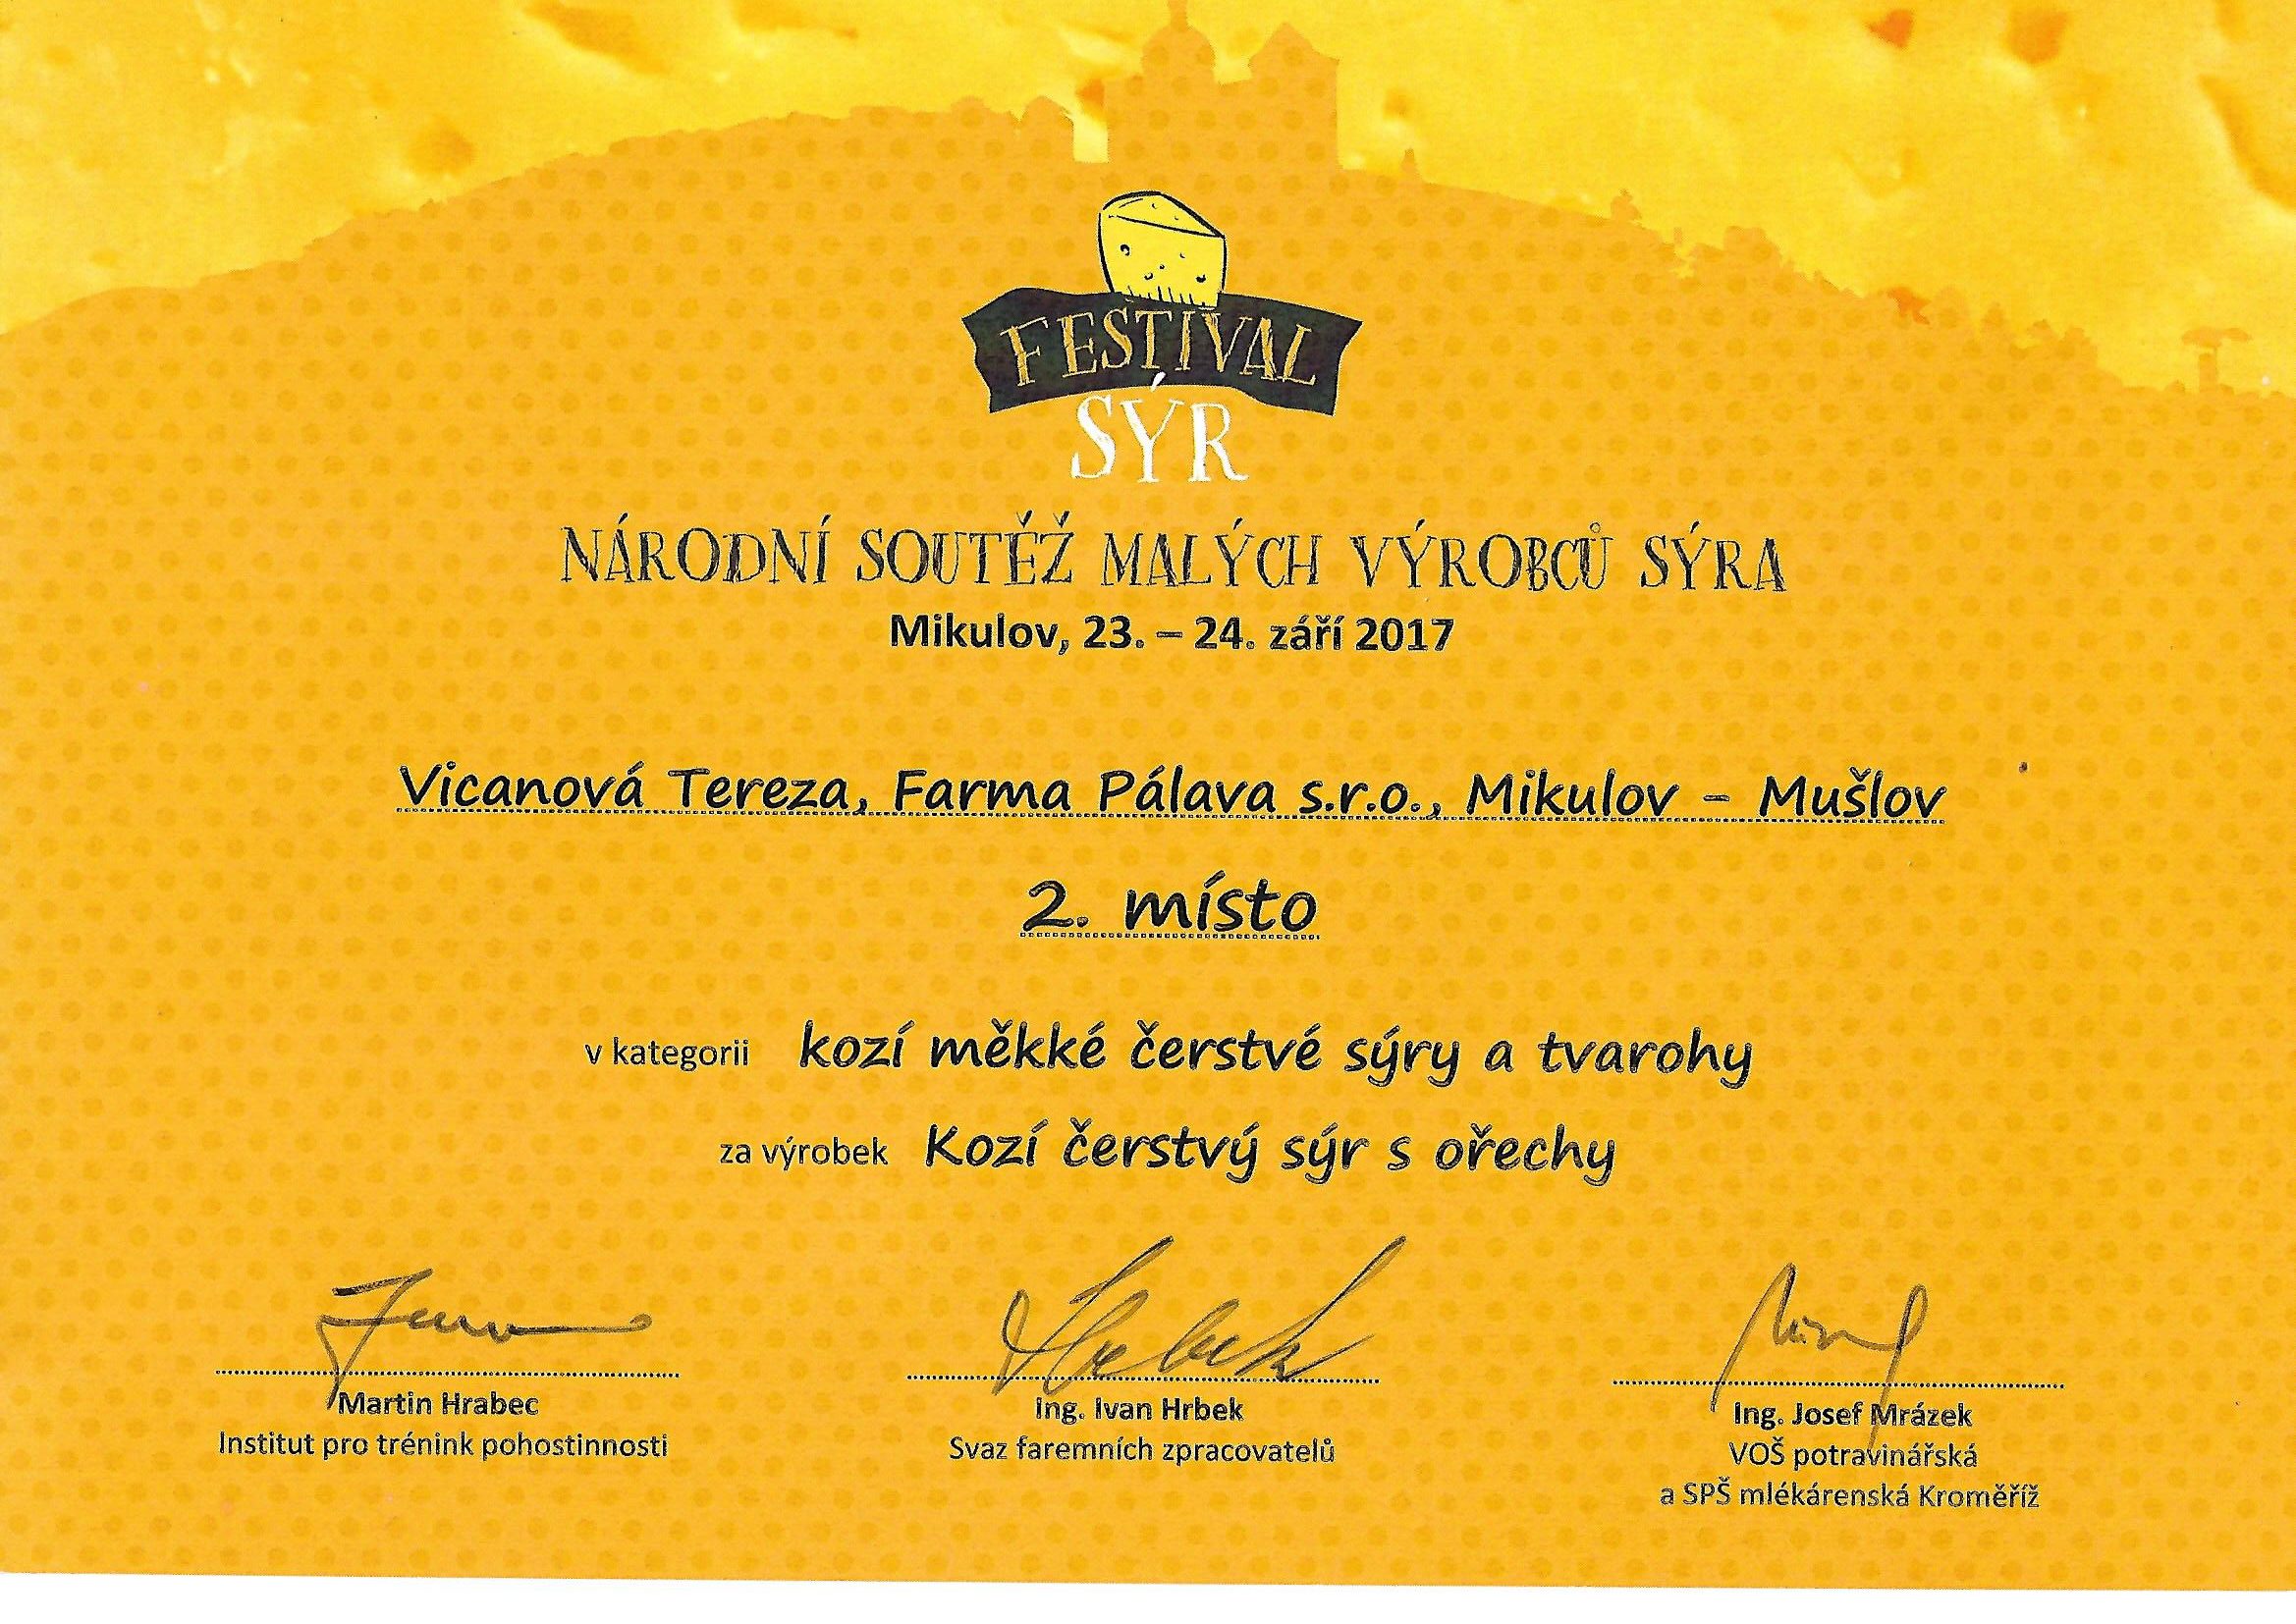 FESTIVAL
SÝR
NÁRODNÍ SOUTĚŽ MALÝCH VÝROBCŮ SÝRA
Mikulov, 23. – 24. září 2017
Vicanová Tereza, Farma Pálava s.r.o., Mikulov – Mušlov
2. místo
v kategorii kozí měkké čerstvé sýry a tvarohy
za výrobek Kozí čerstvý sýr s ořechy
Martin Hrabec
Institut pro trénink pohostinnosti
Ing. Ivan Hrbek
Svaz faremních zpracovatelů
Ing. Josef Mrázek
VOŠ potravinářská
a SPŠ mlékárenská Kroměříž